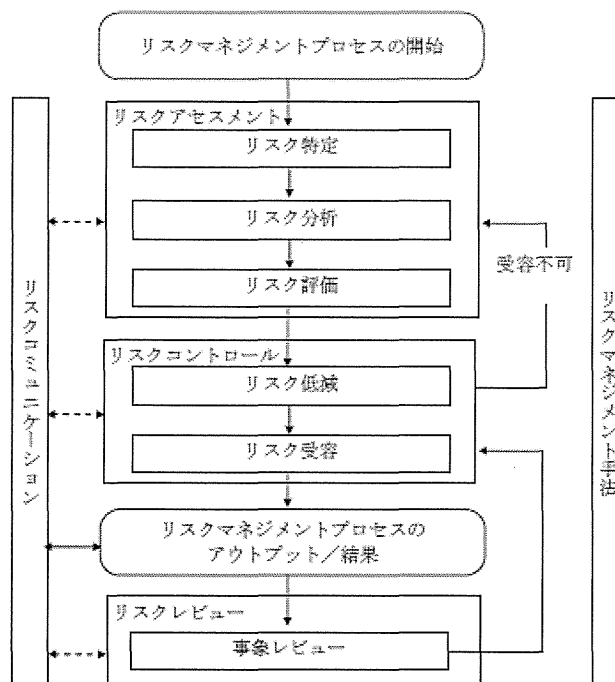 リスクマネジメントプロセスの開始
リスクアセスメント
リスク特定
リスク分析
リスク評価
受容不可
リスクコントロール
リスク低減
リスク受容
リスクマネジメントプロセスの
アウトプット／結果
リスクレビュー
事象レビュー
リスクコミュニケーション
リスクマネジメント手法